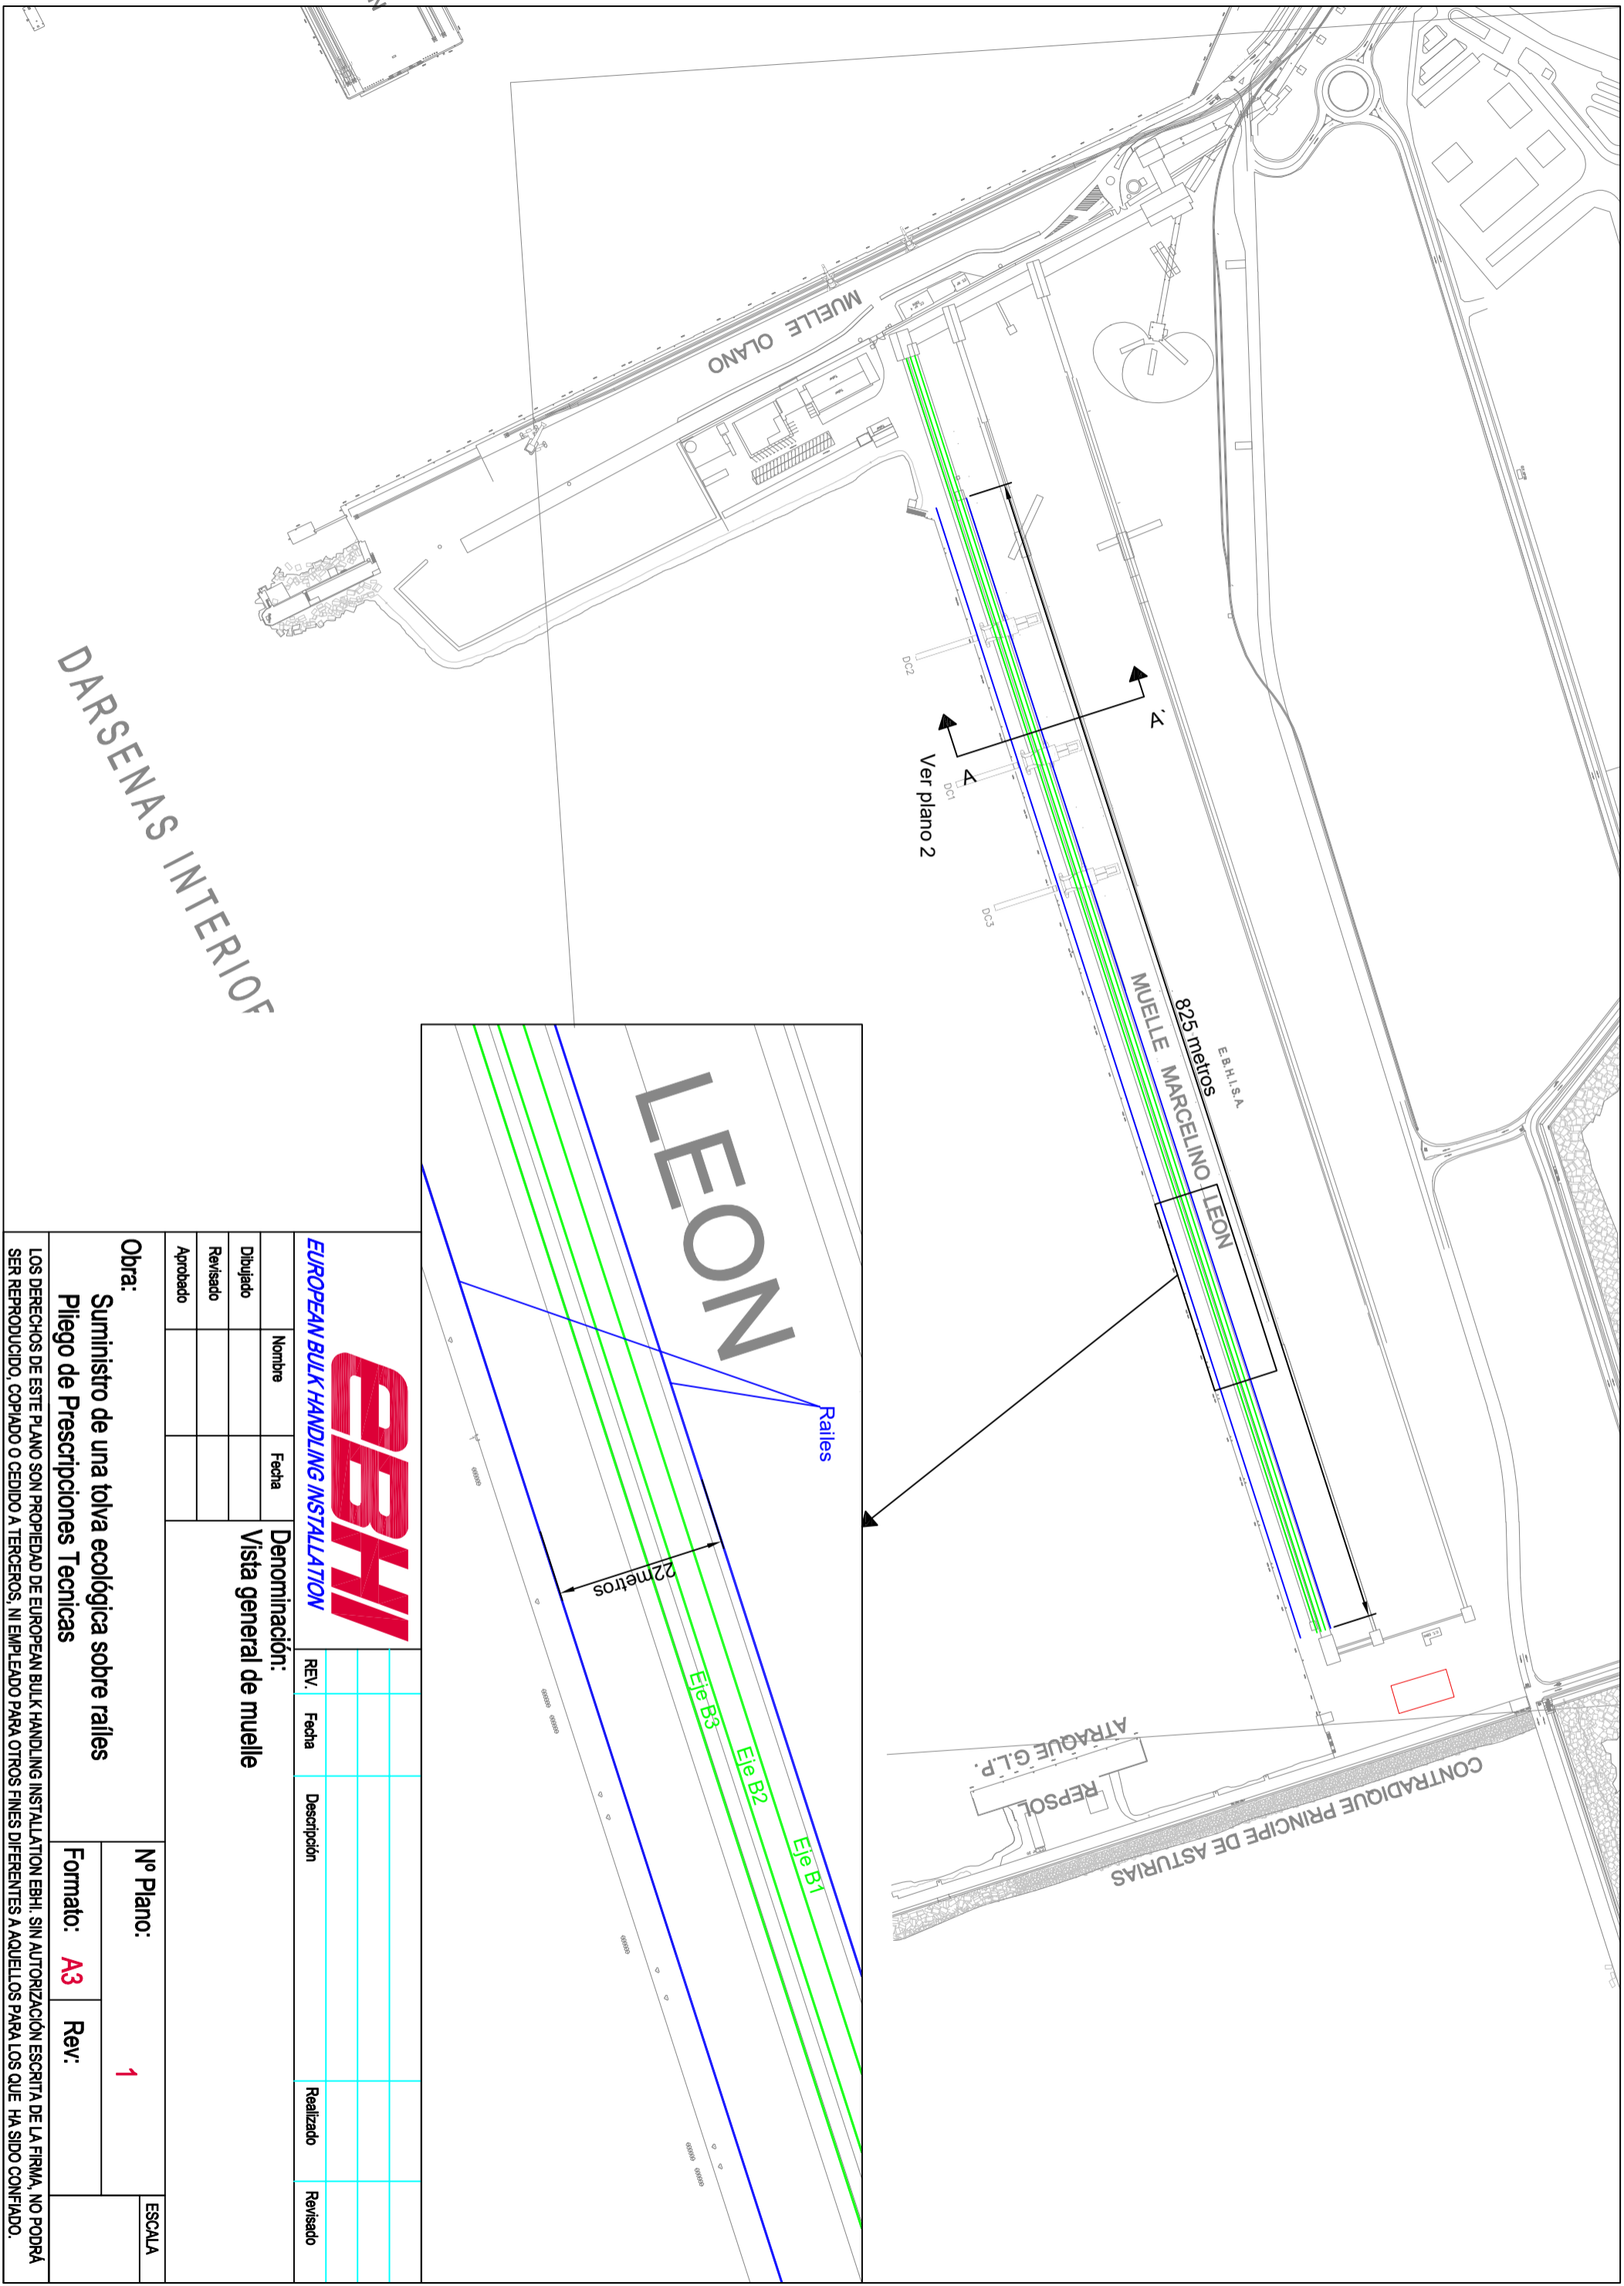 MUELLE OLANO
DARSENAS INTERIOR
DC2
DC1
DC3
A
A`
Ver plano 2
825 metros
E.B.H.I.S.A.
MUELLE MARCELINO LEON
ATRAQUE G.L.P.
REPSOL
CONTRADIQUE PRINCIPE DE ASTURIAS
LEON
Railes
22metros
Eje B3
Eje B2
Eje B1
eBHI
EUROPEAN BULK HANDLING INSTALLATION
REV. Fecha Descripción Realizado Revisado
Nombre Fecha
Dibujado
Revisado
Aprobado
Denominación:
Vista general de muelle
Obra:
Suministro de una tolva ecológica sobre raíles
Pliego de Prescripciones Tecnicas
Nº Plano: 1
ESCALA
Formato: A3
Rev:
LOS DERECHOS DE ESTE PLANO SON PROPIEDAD DE EUROPEAN BULK HANDLING INSTALLATION EBHI. SIN AUTORIZACIÓN ESCRITA DE LA FIRMA, NO PODRÁ
SER REPRODUCIDO, COPIADO O CEDIDO A TERCEROS, NI EMPLEADO PARA OTROS FINES DIFERENTES A AQUELLOS PARA LOS QUE HA SIDO CONFIADO.